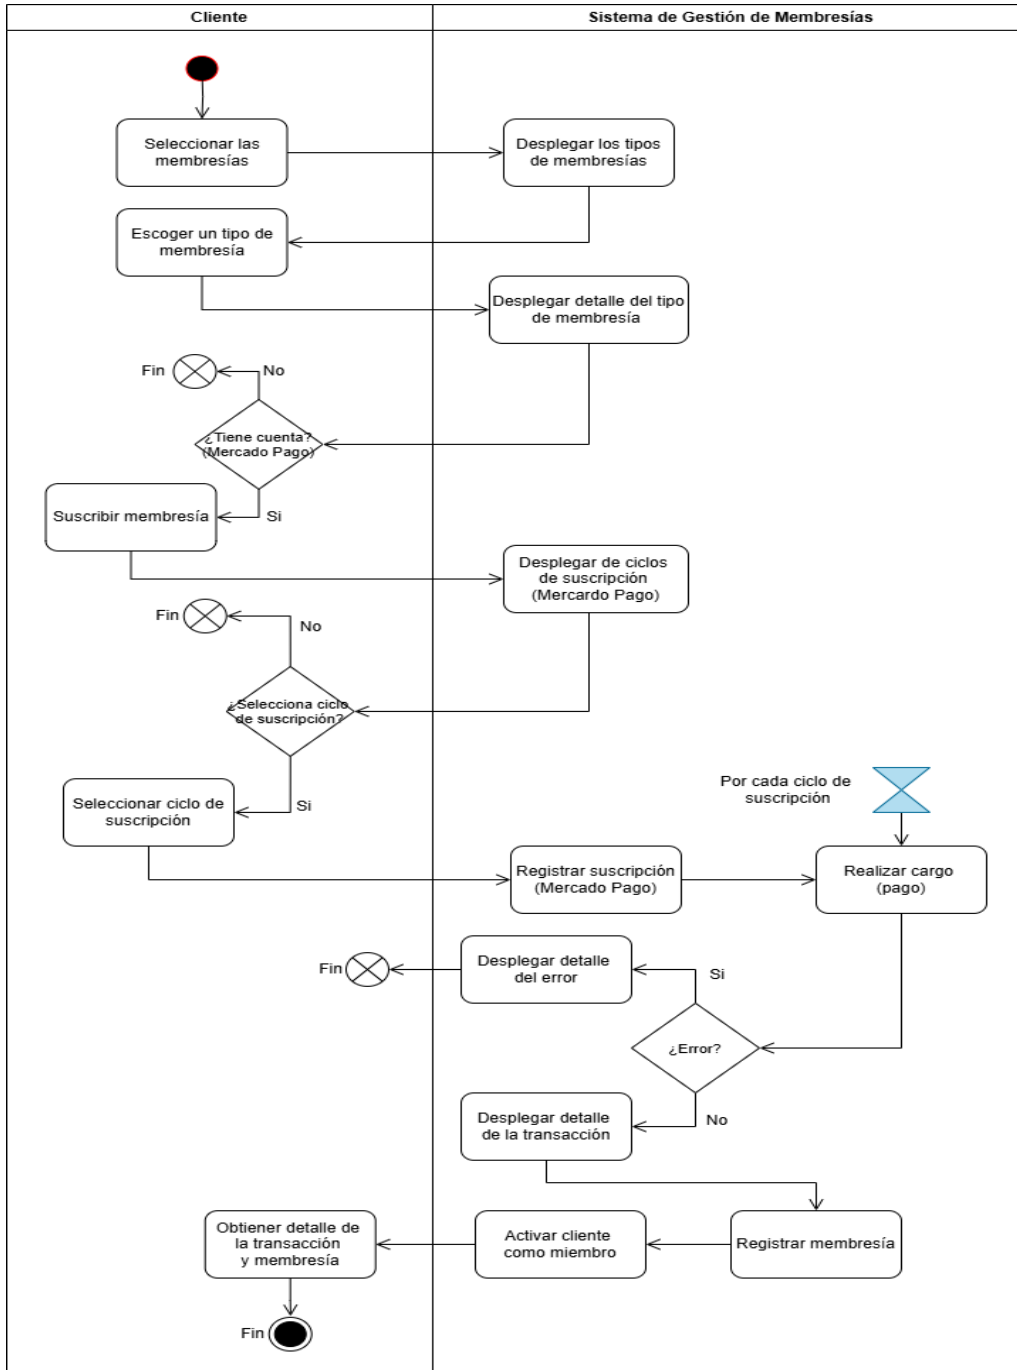 Cliente
Sistema de Gestión de Membresías
Seleccionar las
membresías
Desplegar los tipos
de membresías
Escoger un tipo de
membresía
Desplegar detalle del tipo
de membresía
Fin
No
¿Tiene cuenta?
(Mercado Pago)
Si
Suscribir membresía
Desplegar de ciclos
de suscripción
(Mercardo Pago)
Fin
No
¿Selecciona ciclo
de suscripción?
Si
Seleccionar ciclo de
suscripción
Por cada ciclo de
suscripción
Registrar suscripción
(Mercado Pago)
Realizar cargo
(pago)
Fin
Desplegar detalle
del error
Si
¿Error?
No
Desplegar detalle
de la transacción
Obtiener detalle de
la transacción
y membresía
Activar cliente
como miembro
Registrar membresía
Fin